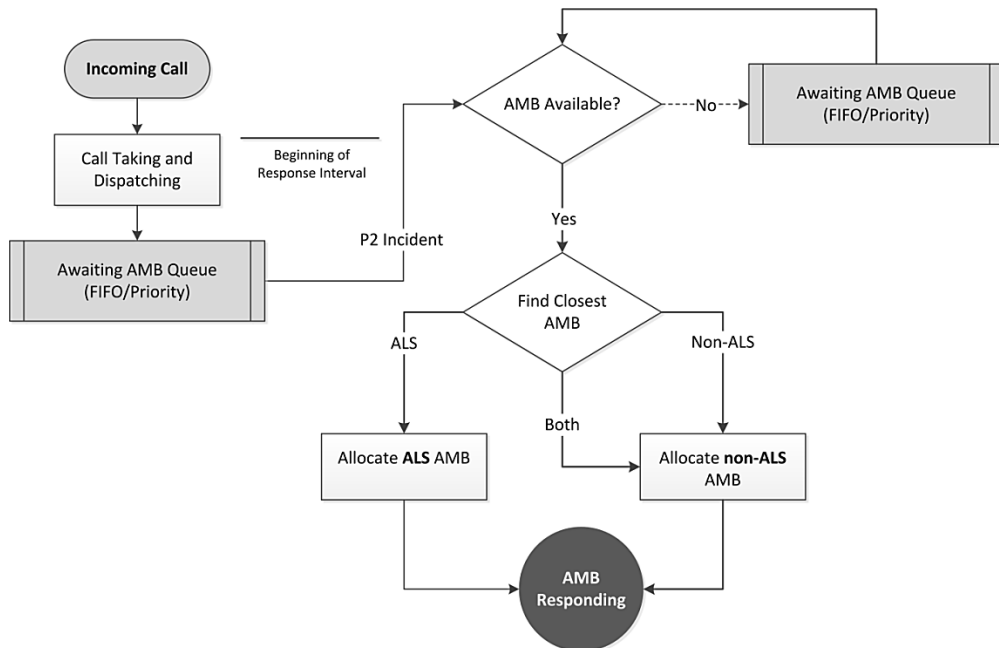 Incoming Call
Call Taking and
Dispatching
Beginning of
Response Interval
Awaiting AMB Queue
(FIFO/Priority)
P2 Incident
AMB Available?
No
Awaiting AMB Queue
(FIFO/Priority)
Yes
Find Closest
AMB
ALS
Non-ALS
Both
Allocate ALS AMB
Allocate non-ALS
AMB
AMB
Responding